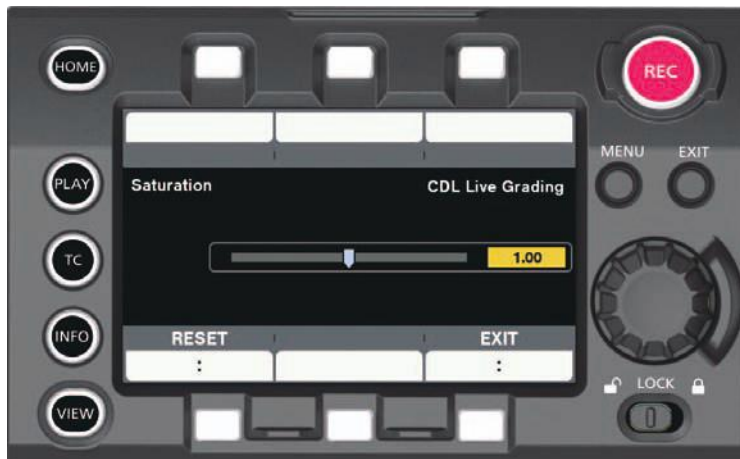 HOME
REC
MENU EXIT
PLAY
Saturation CDL Live Grading
TC
1.00
INFO
RESET EXIT
: :
LOCK
VIEW